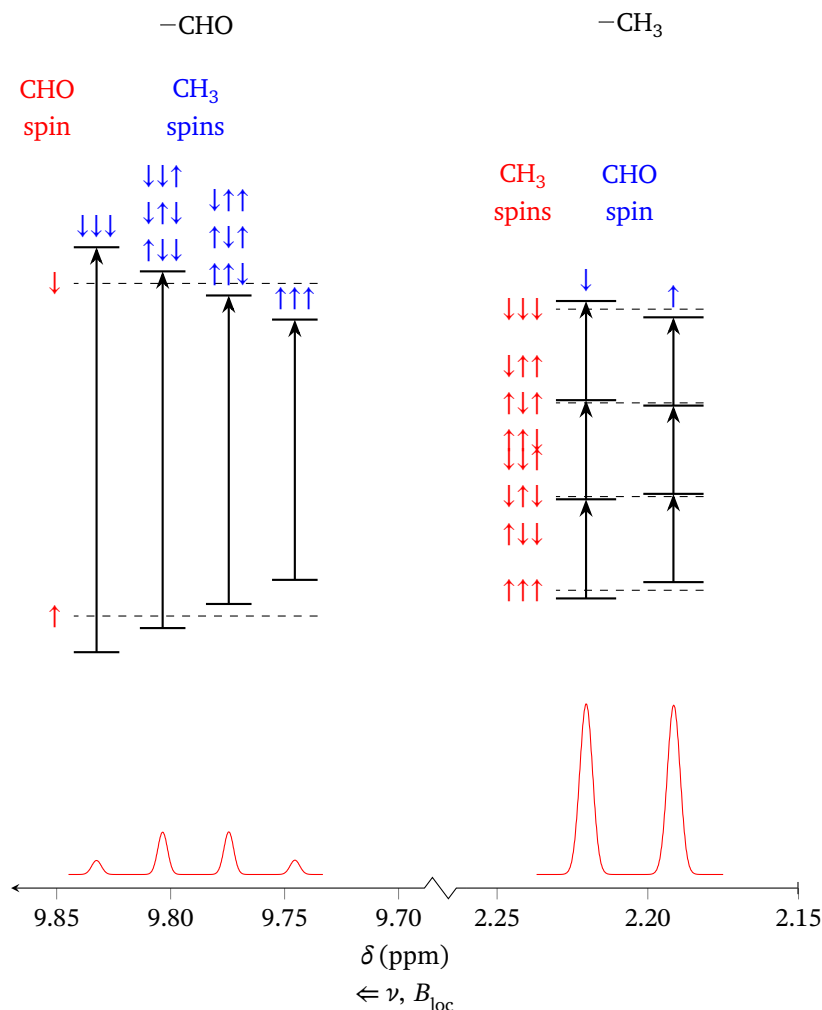 −CHO
−CH₃
CHO
spin
CH₃
spins
CH₃
spins
CHO
spin
↓↓↑
↓↑↓
↑↓↓
↓↑↑
↑↓↑
↑↑↓
↓↓↓
↑↑↑
↓
↑
↓
↑
↓↓↓
↓↑↑
↑↓↑
↑↑↓
↓↓↑
↓↑↓
↑↓↓
↑↑↑
9.85 9.80 9.75 9.70 2.25 2.20 2.15
δ (ppm)
⇐ ν, B_loc